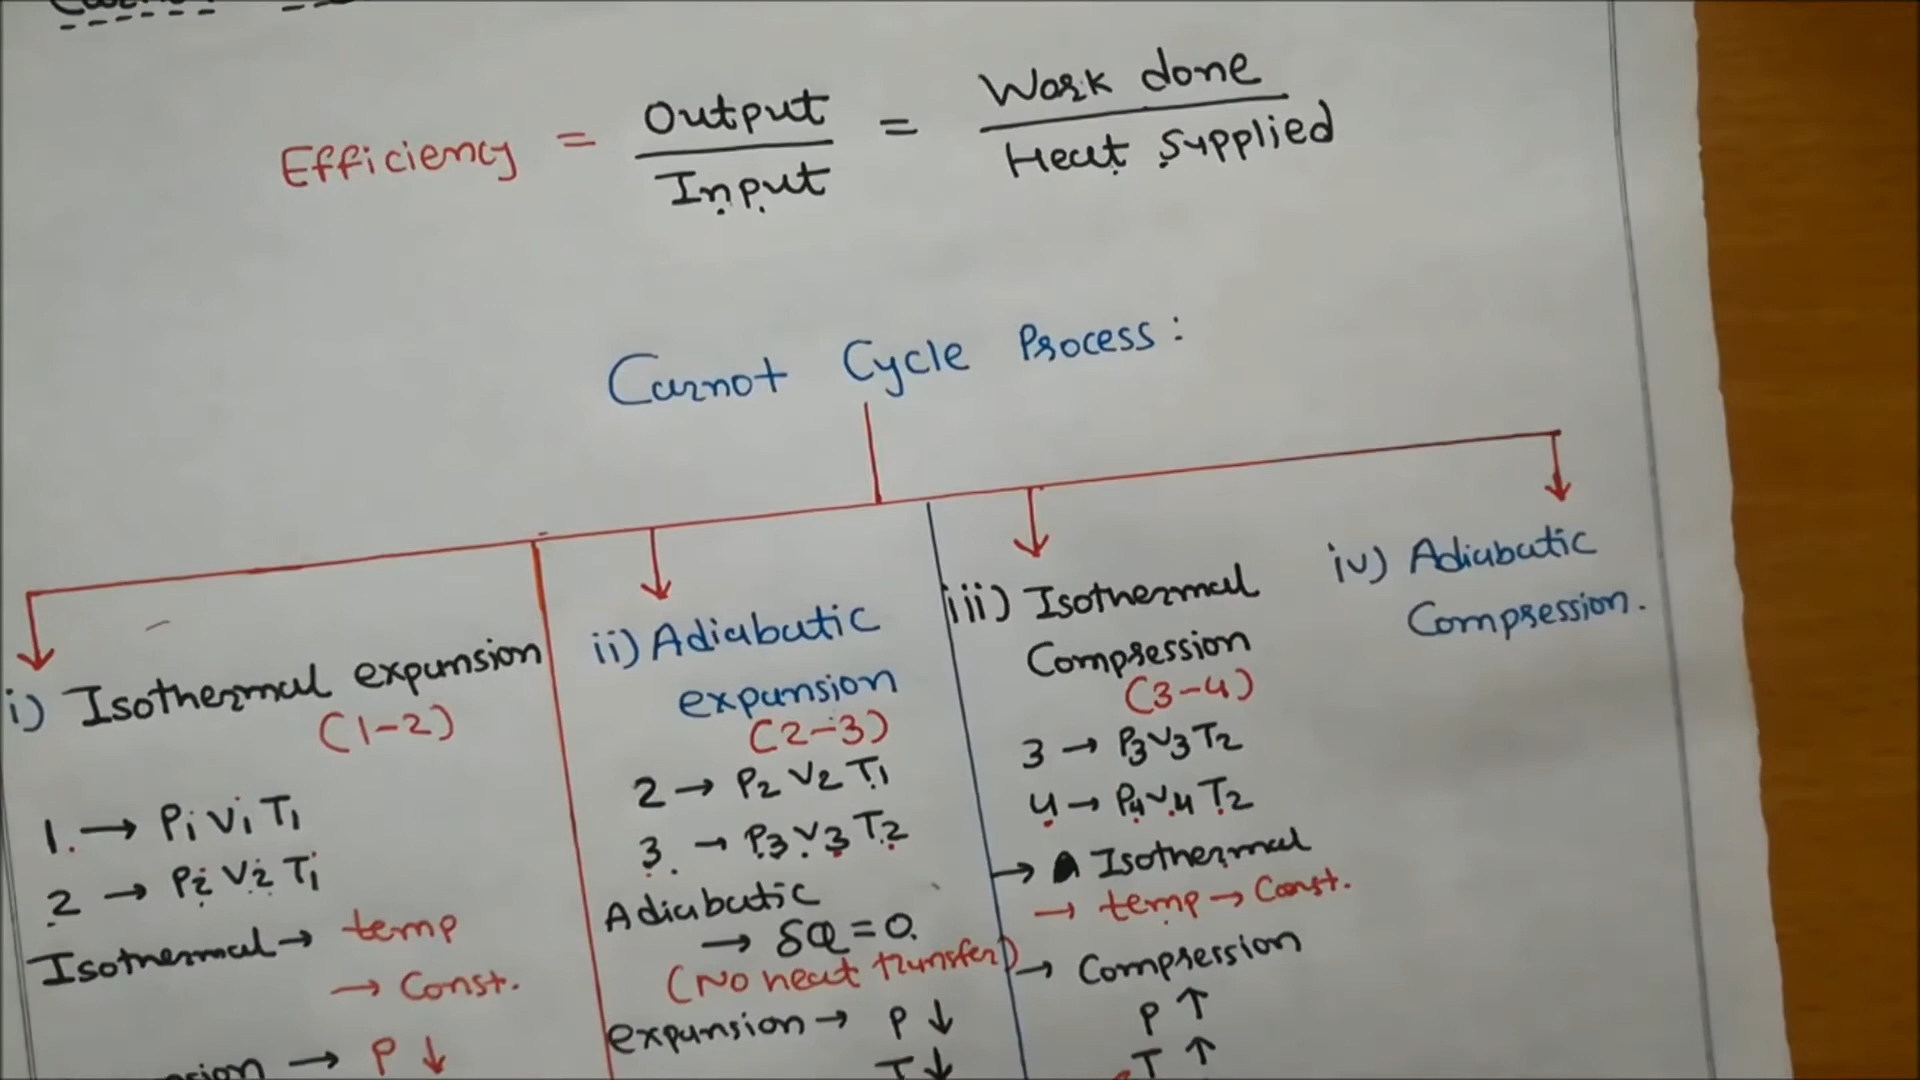 Efficiency = Output / Input = Work done / Heat supplied
Carnot Cycle Process:
i) Isothermal expansion
(1-2)
1. → P1 V1 T1
2 → P2 V2 T1
Isothermal → temp
→ Const.
→ P ↓
ii) Adiabatic
expansion
(2-3)
2 → P2 V2 T1
3. → P3 V3 T2
Adiabatic
→ δQ = 0.
(No heat transfer)
expansion → P ↓
T ↓
iii) Isothermal
Compression
(3-4)
3 → P3 V3 T2
4 → P4 V4 T2
→ Isothermal
→ temp → Const.
→ Compression
P ↑
T ↑
iv) Adiabatic
Compression.